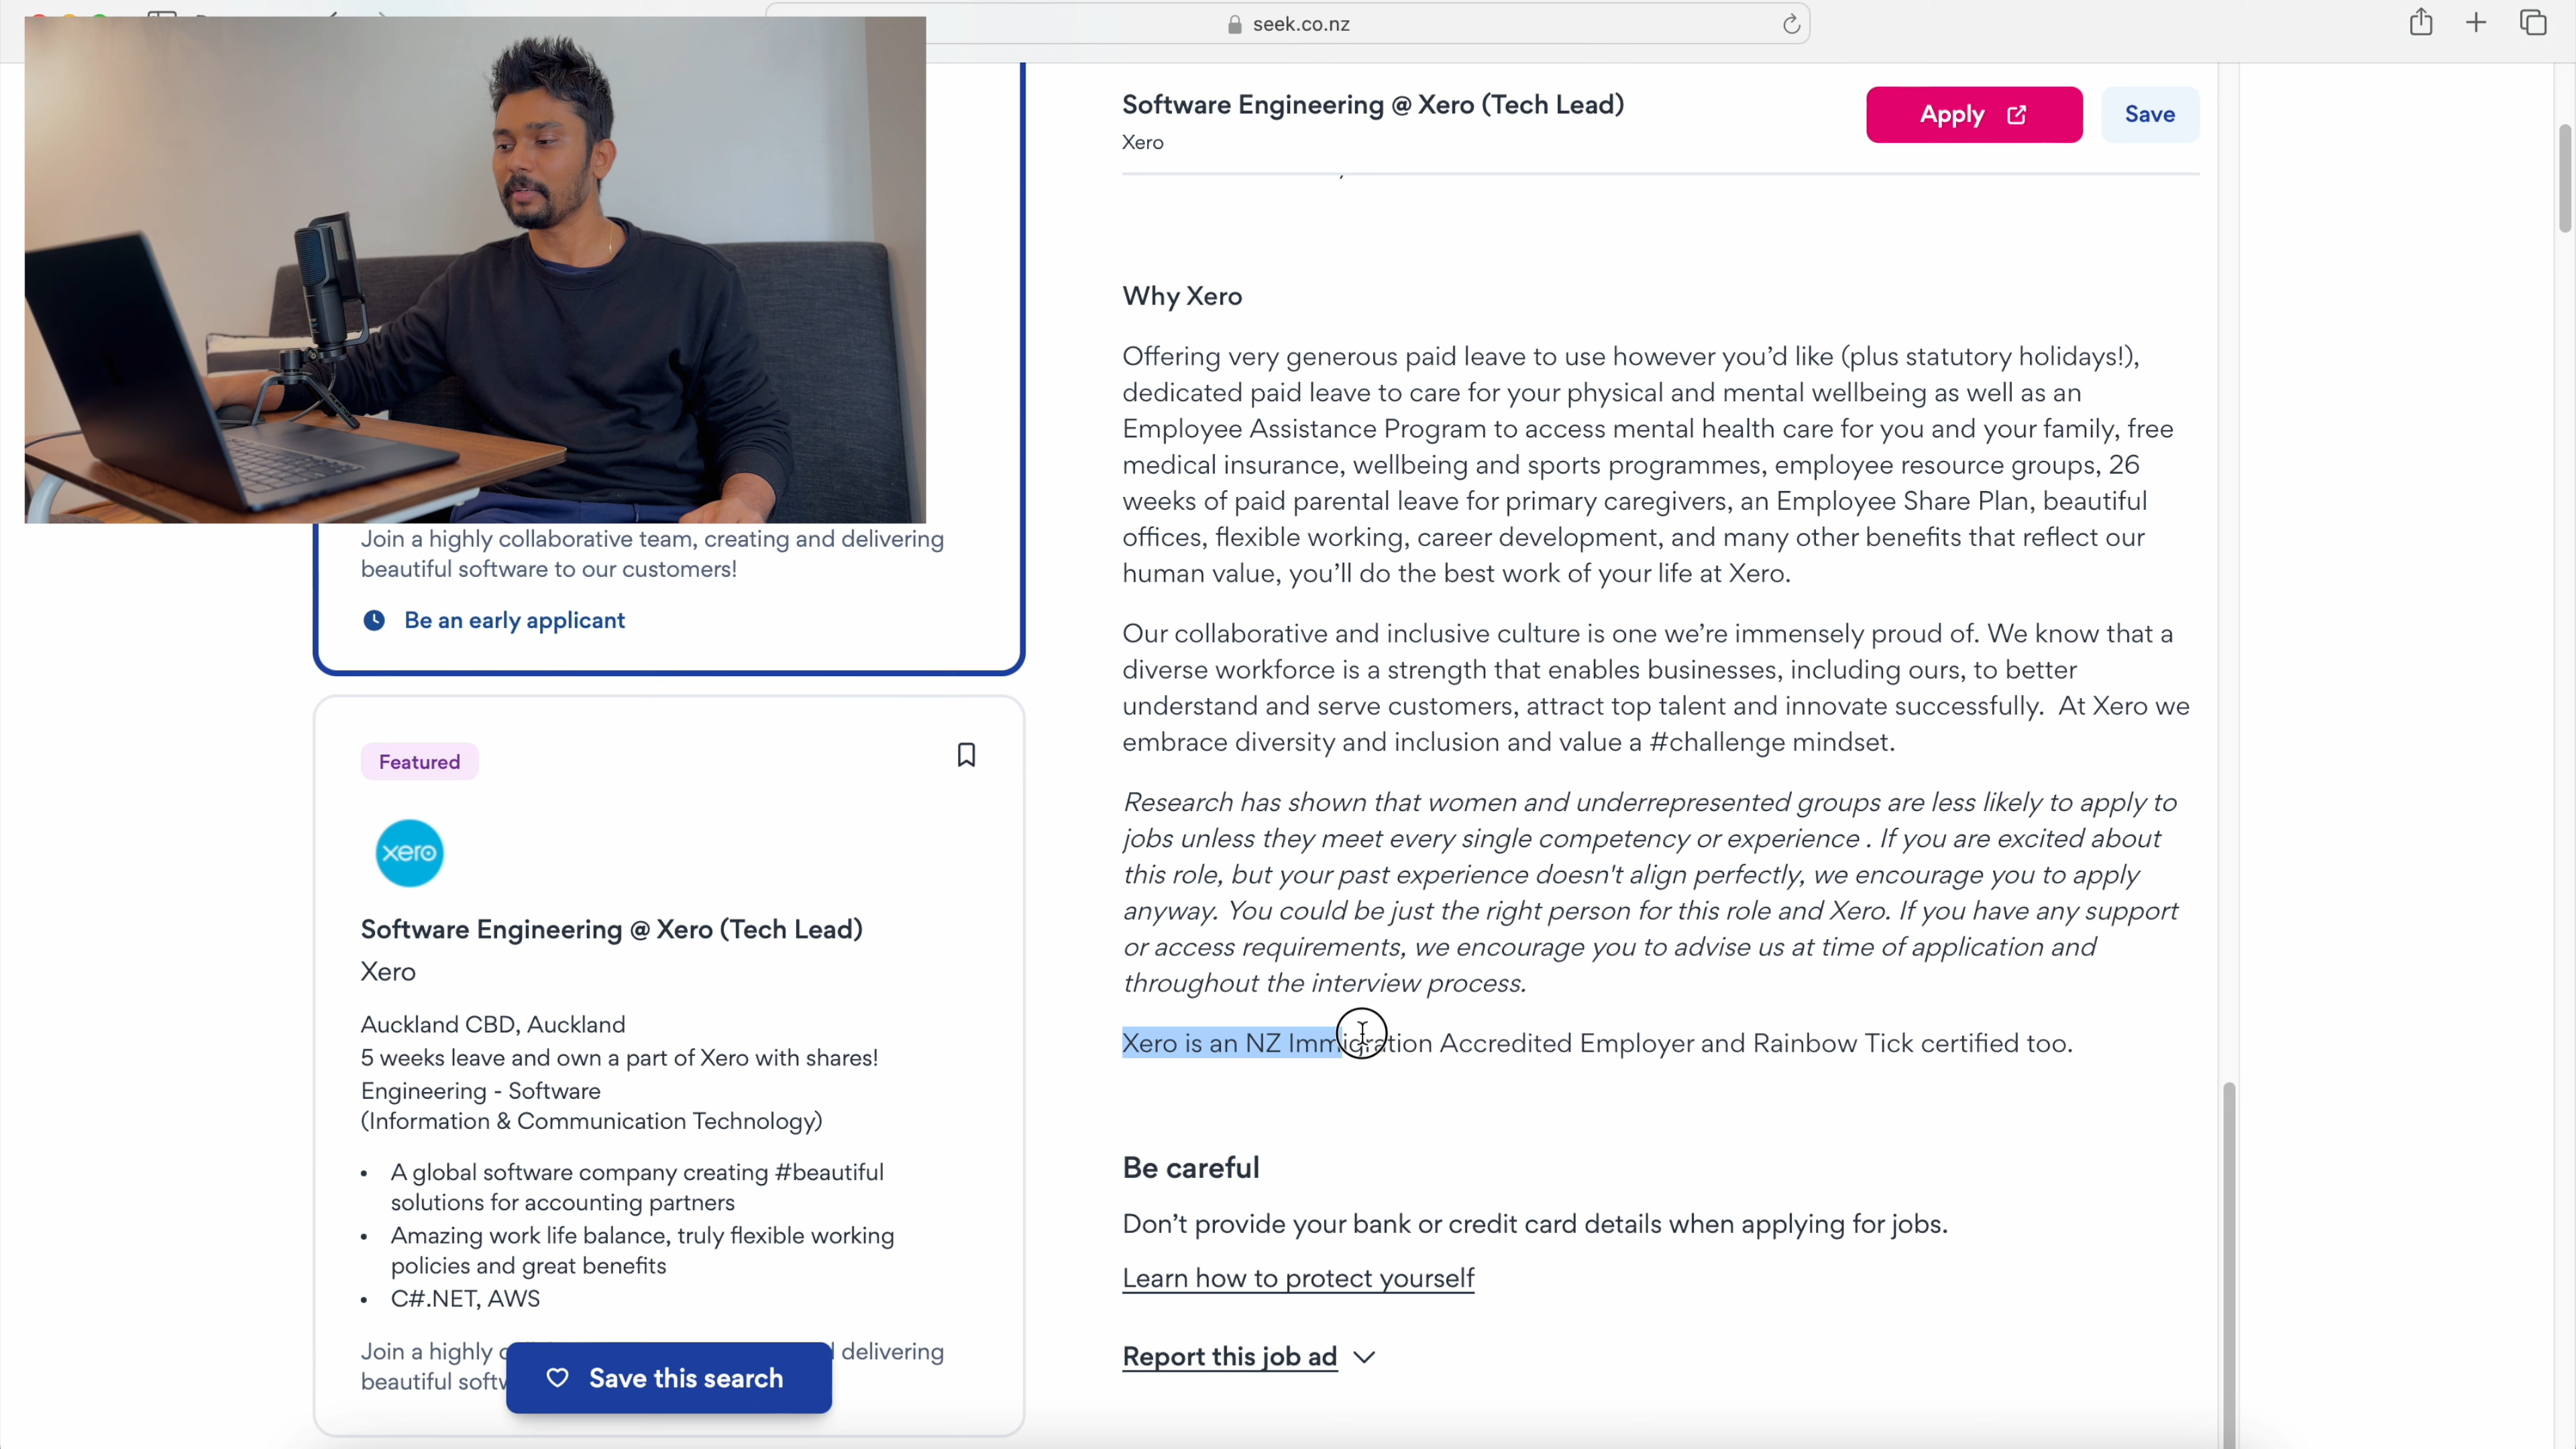 seek.co.nz
Software Engineering @ Xero (Tech Lead)
Xero
Apply
Save
Why Xero
Offering very generous paid leave to use however you’d like (plus statutory holidays!),
dedicated paid leave to care for your physical and mental wellbeing as well as an
Employee Assistance Program to access mental health care for you and your family, free
medical insurance, wellbeing and sports programmes, employee resource groups, 26
weeks of paid parental leave for primary caregivers, an Employee Share Plan, beautiful
offices, flexible working, career development, and many other benefits that reflect our
human value, you’ll do the best work of your life at Xero.
Our collaborative and inclusive culture is one we’re immensely proud of. We know that a
diverse workforce is a strength that enables businesses, including ours, to better
understand and serve customers, attract top talent and innovate successfully. At Xero we
embrace diversity and inclusion and value a #challenge mindset.
Research has shown that women and underrepresented groups are less likely to apply to
jobs unless they meet every single competency or experience . If you are excited about
this role, but your past experience doesn't align perfectly, we encourage you to apply
anyway. You could be just the right person for this role and Xero. If you have any support
or access requirements, we encourage you to advise us at time of application and
throughout the interview process.
Xero is an NZ Immigration Accredited Employer and Rainbow Tick certified too.
Be careful
Don’t provide your bank or credit card details when applying for jobs.
Learn how to protect yourself
Report this job ad
Join a highly collaborative team, creating and delivering
beautiful software to our customers!
Be an early applicant
Featured
xero
Software Engineering @ Xero (Tech Lead)
Xero
Auckland CBD, Auckland
5 weeks leave and own a part of Xero with shares!
Engineering - Software
(Information & Communication Technology)
• A global software company creating #beautiful
solutions for accounting partners
• Amazing work life balance, truly flexible working
policies and great benefits
• C#.NET, AWS
Join a highly delivering
beautiful
Save this search